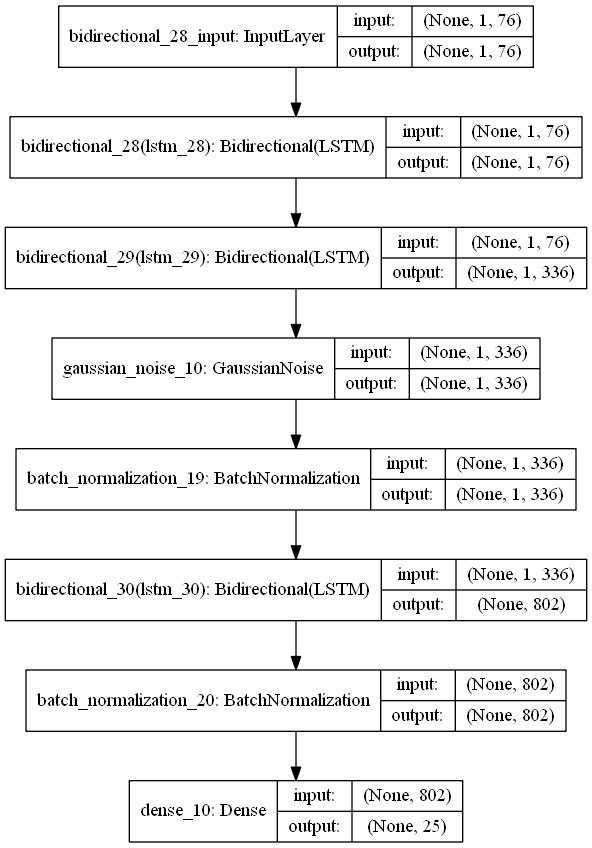 bidirectional_28_input: InputLayer
input: (None, 1, 76)
output: (None, 1, 76)
bidirectional_28(lstm_28): Bidirectional(LSTM)
input: (None, 1, 76)
output: (None, 1, 76)
bidirectional_29(lstm_29): Bidirectional(LSTM)
input: (None, 1, 76)
output: (None, 1, 336)
gaussian_noise_10: GaussianNoise
input: (None, 1, 336)
output: (None, 1, 336)
batch_normalization_19: BatchNormalization
input: (None, 1, 336)
output: (None, 1, 336)
bidirectional_30(lstm_30): Bidirectional(LSTM)
input: (None, 1, 336)
output: (None, 802)
batch_normalization_20: BatchNormalization
input: (None, 802)
output: (None, 802)
dense_10: Dense
input: (None, 802)
output: (None, 25)